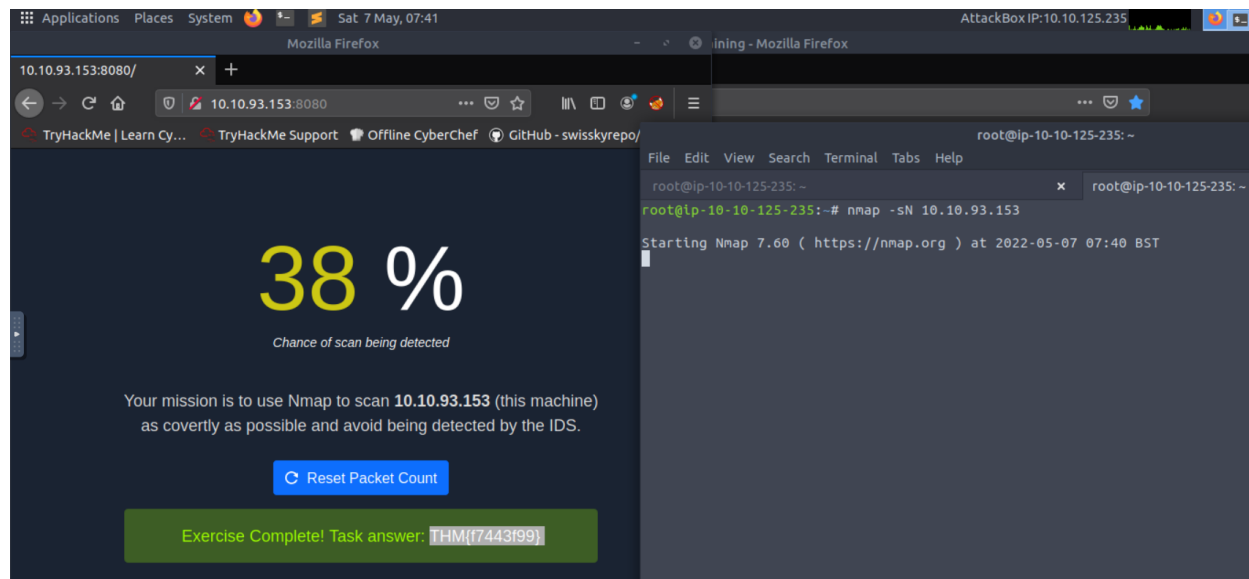 Applications Places System Sat 7 May, 07:41 AttackBox IP:10.10.125.235
Mozilla Firefox
ining - Mozilla Firefox
10.10.93.153:8080/
10.10.93.153:8080
TryHackMe | Learn Cy... TryHackMe Support Offline CyberChef GitHub - swisskyrepo/
38 %
Chance of scan being detected
Your mission is to use Nmap to scan 10.10.93.153 (this machine)
as covertly as possible and avoid being detected by the IDS.
Reset Packet Count
Exercise Complete! Task answer: THM{f7443f99}
root@ip-10-10-125-235: ~
File Edit View Search Terminal Tabs Help
root@ip-10-10-125-235: ~ root@ip-10-10-125-235: ~
root@ip-10-10-125-235:~# nmap -sN 10.10.93.153
Starting Nmap 7.60 ( https://nmap.org ) at 2022-05-07 07:40 BST